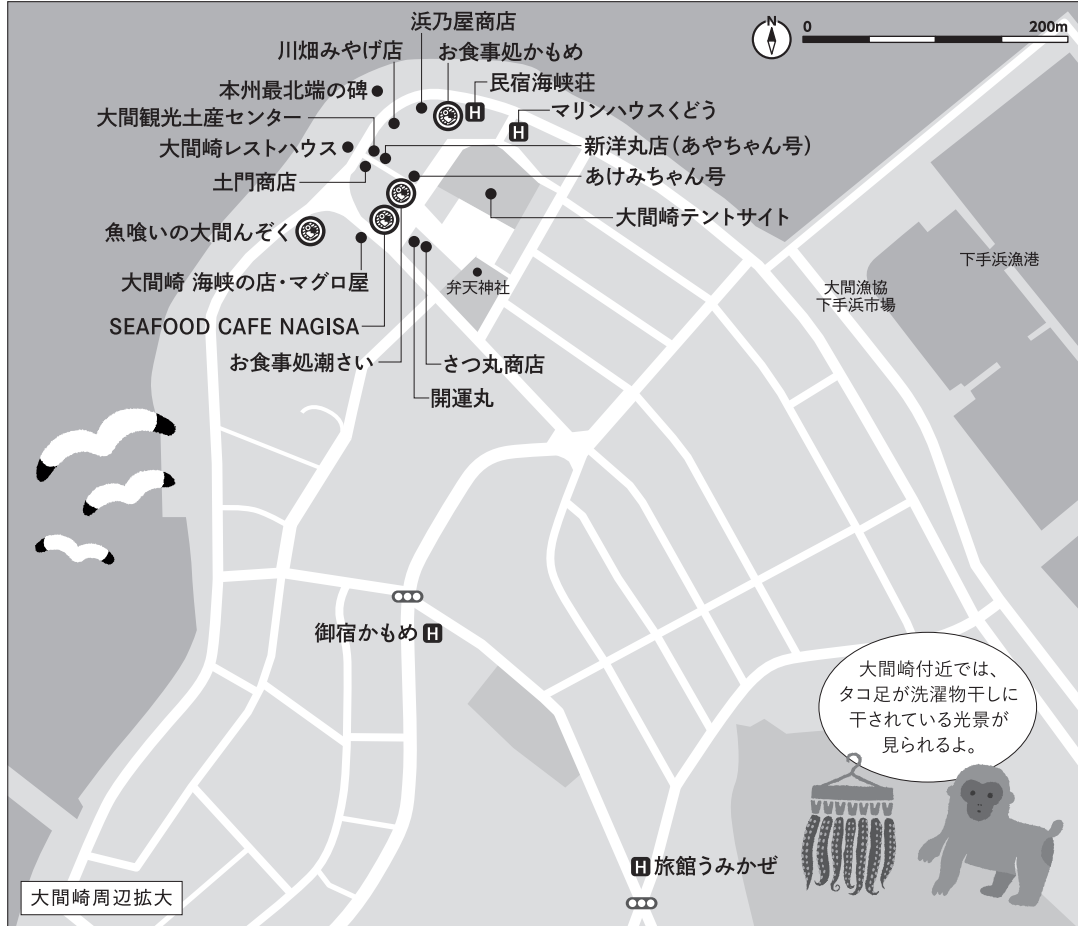 浜乃屋商店
N
0 200m
川畑みやげ店
お食事処かもめ
本州最北端の碑
H 民宿海峡荘
大間観光土産センター
H マリンハウスくどう
大間崎レストハウス
新洋丸店(あやちゃん号)
土門商店
あけみちゃん号
大間崎テントサイト
魚喰いの大間んぞく
大間崎 海峡の店・マグロ屋
弁天神社
下手浜漁港
大間漁協
下手浜市場
SEAFOOD CAFE NAGISA
お食事処潮さい
さつ丸商店
開運丸
御宿かもめ H
大間崎付近では、
タコ足が洗濯物干しに
干されている光景が
見られるよ。
H 旅館うみかぜ
大間崎周辺拡大